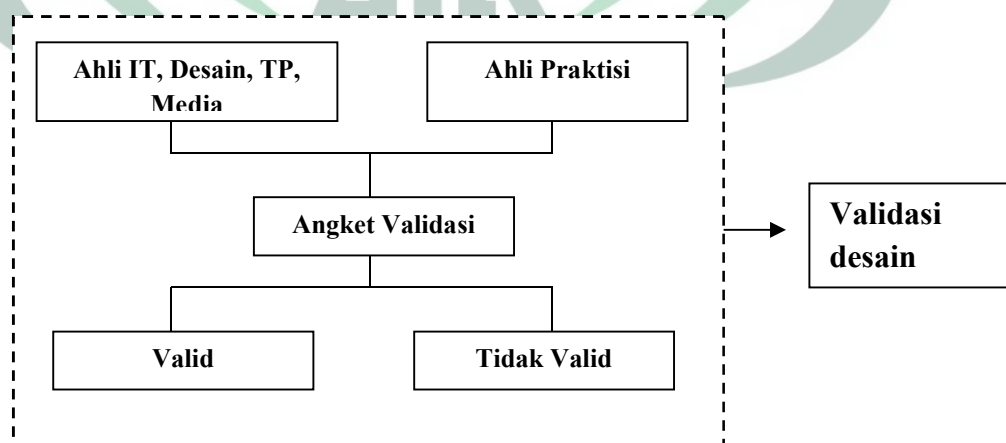 Ahli IT, Desain, TP,
Media
Ahli Praktisi
Angket Validasi
Validasi
desain
Valid
Tidak Valid